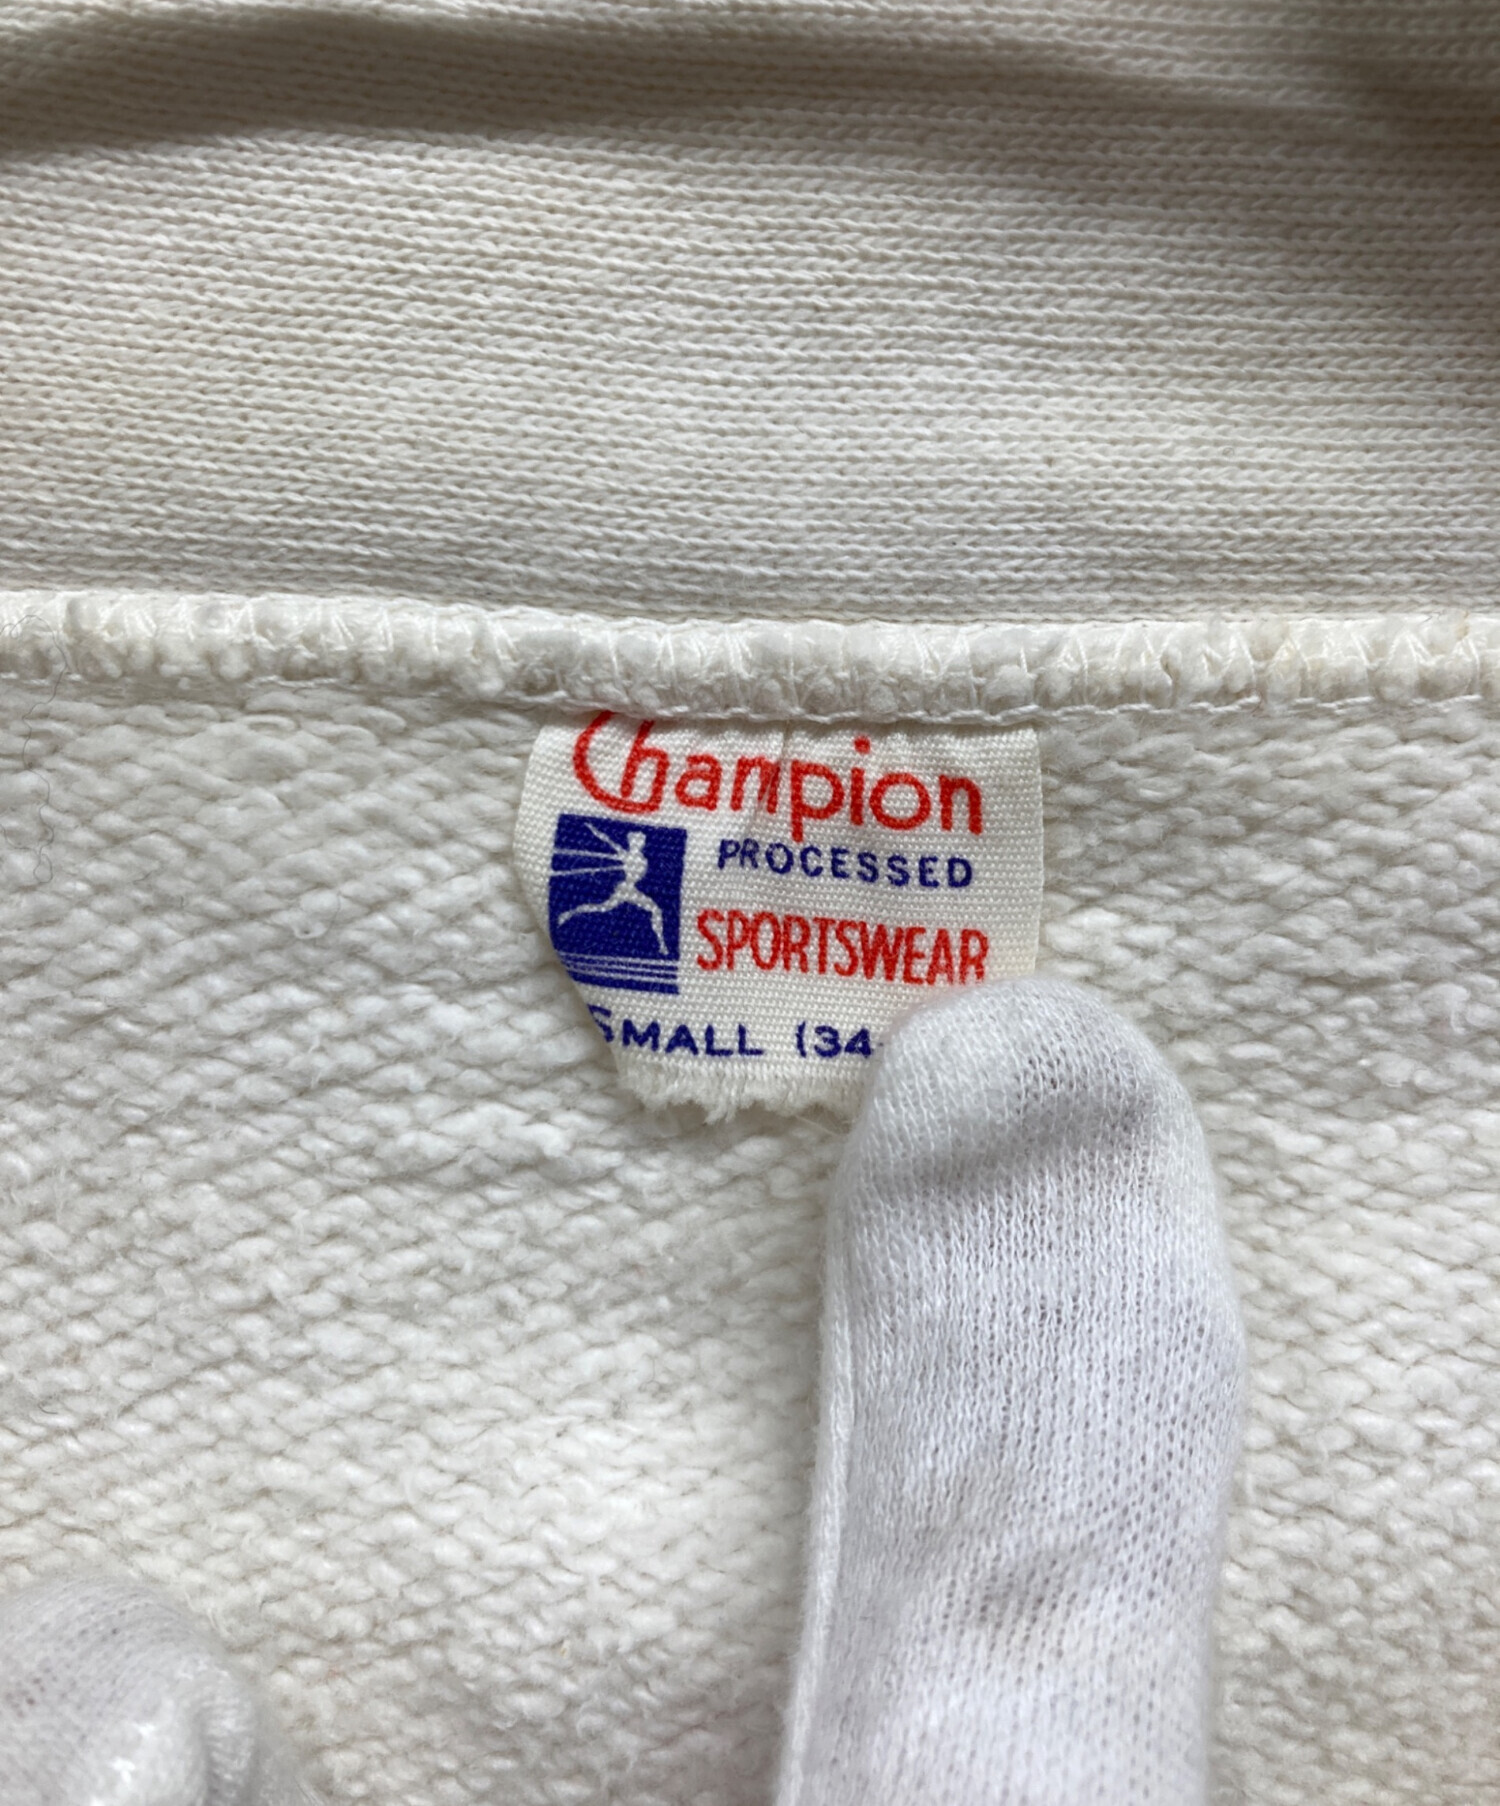 Champion
PROCESSED
SPORTSWEAR
SMALL (34-